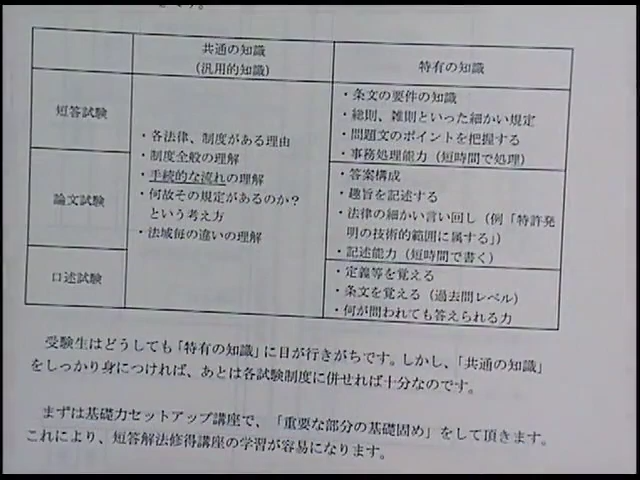 です。
共通の知識
(汎用的知識)
特有の知識
短答試験
・各法律、制度がある理由
・制度全般の理解
・手続的な流れの理解
・何故その規定があるのか？
という考え方
・法域毎の違いの理解
・条文の要件の知識
・総則、雑則といった細かい規定
・問題文のポイントを把握する
・事務処理能力（短時間で処理）
論文試験
・答案構成
・趣旨を記述する
・法律の細かい言い回し（例「特許発
明の技術的範囲に属する」）
・記述能力（短時間で書く）
口述試験
・定義等を覚える
・条文を覚える（過去問レベル）
・何が問われても答えられる力
受験生はどうしても「特有の知識」に目が行きがちです。しかし、「共通の知識」
をしっかり身につければ、あとは各試験制度に併せれば十分なのです。
まずは基礎力セットアップ講座で、「重要な部分の基礎固め」をして頂きます。
これにより、短答解法修得講座の学習が容易になります。